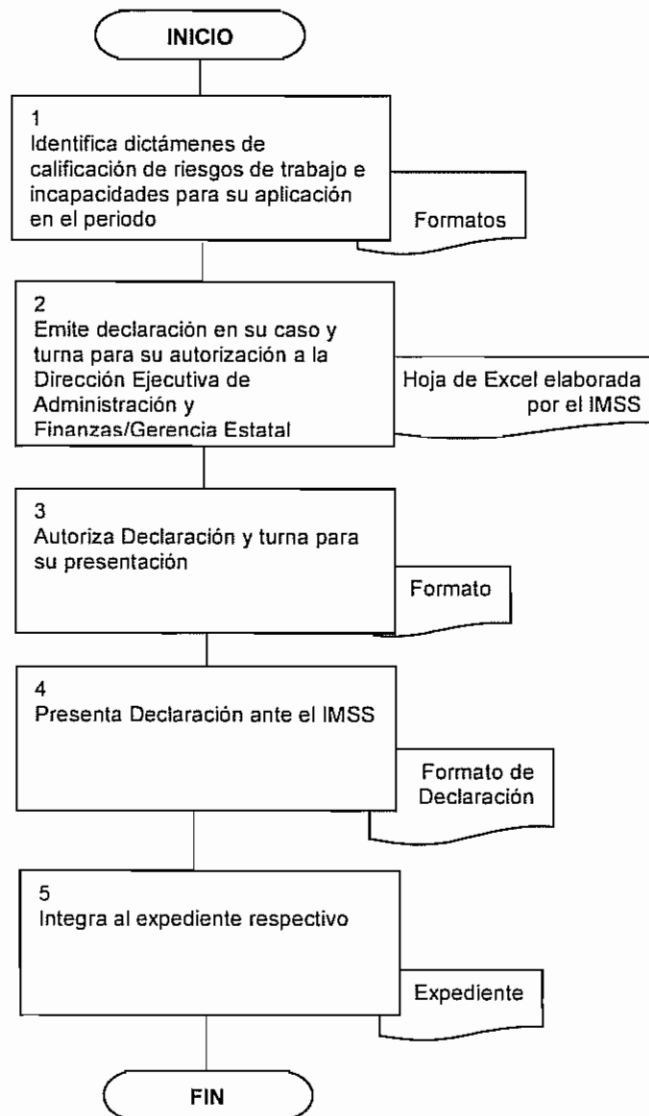 INICIO
1
Identifica dictámenes de
calificación de riesgos de trabajo e
incapacidades para su aplicación
en el periodo
Formatos
2
Emite declaración en su caso y
turna para su autorización a la
Dirección Ejecutiva de
Administración y
Finanzas/Gerencia Estatal
Hoja de Excel elaborada
por el IMSS
3
Autoriza Declaración y turna para
su presentación
Formato
4
Presenta Declaración ante el IMSS
Formato de
Declaración
5
Integra al expediente respectivo
Expediente
FIN